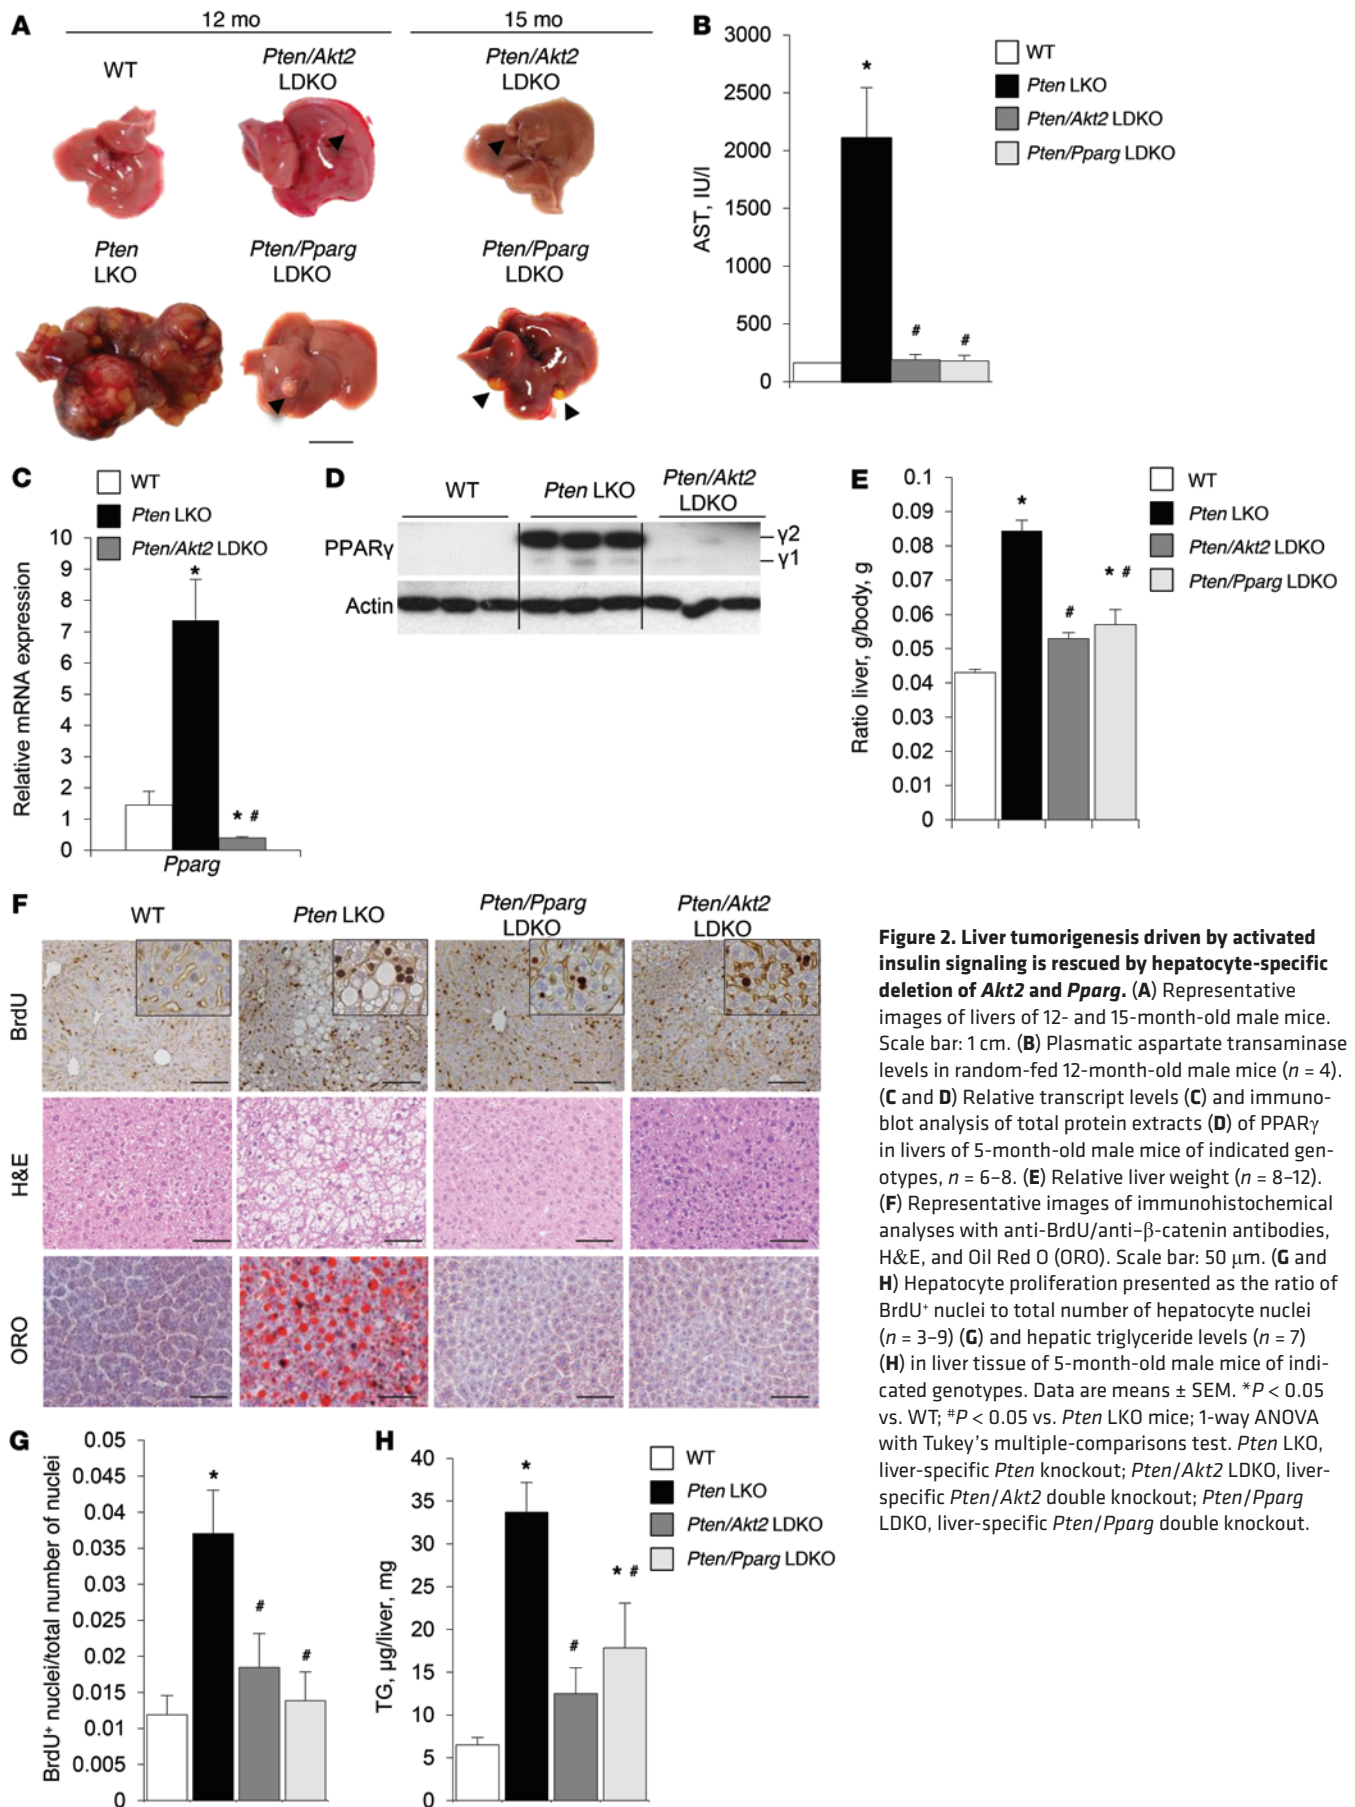 A
12 mo
15 mo
WT
Pten/Akt2
LDKO
Pten/Akt2
LDKO
Pten
LKO
Pten/Pparg
LDKO
Pten/Pparg
LDKO
B
AST, IU/l
3000
2500
2000
1500
1000
500
0
*
#
#
WT
Pten LKO
Pten/Akt2 LDKO
Pten/Pparg LDKO
C
WT
Pten LKO
Pten/Akt2 LDKO
Relative mRNA expression
10
9
8
7
6
5
4
3
2
1
0
*
* #
Pparg
D
WT
Pten LKO
Pten/Akt2
LDKO
PPARγ
γ2
γ1
Actin
E
Ratio liver, g/body, g
0.1
0.09
0.08
0.07
0.06
0.05
0.04
0.03
0.02
0.01
0
*
#
* #
WT
Pten LKO
Pten/Akt2 LDKO
Pten/Pparg LDKO
F
WT
Pten LKO
Pten/Pparg
LDKO
Pten/Akt2
LDKO
BrdU
H&E
ORO
G
BrdU⁺ nuclei/total number of nuclei
0.05
0.045
0.04
0.035
0.03
0.025
0.02
0.015
0.01
0.005
0
*
#
#
H
TG, µg/liver, mg
40
35
30
25
20
15
10
5
0
*
#
* #
WT
Pten LKO
Pten/Akt2 LDKO
Pten/Pparg LDKO
Figure 2. Liver tumorigenesis driven by activated
insulin signaling is rescued by hepatocyte-specific
deletion of Akt2 and Pparg. (A) Representative
images of livers of 12- and 15-month-old male mice.
Scale bar: 1 cm. (B) Plasmatic aspartate transaminase
levels in random-fed 12-month-old male mice (n = 4).
(C and D) Relative transcript levels (C) and immuno-
blot analysis of total protein extracts (D) of PPARγ
in livers of 5-month-old male mice of indicated gen-
otypes, n = 6–8. (E) Relative liver weight (n = 8–12).
(F) Representative images of immunohistochemical
analyses with anti-BrdU/anti–β-catenin antibodies,
H&E, and Oil Red O (ORO). Scale bar: 50 μm. (G and
H) Hepatocyte proliferation presented as the ratio of
BrdU⁺ nuclei to total number of hepatocyte nuclei
(n = 3–9) (G) and hepatic triglyceride levels (n = 7)
(H) in liver tissue of 5-month-old male mice of indi-
cated genotypes. Data are means ± SEM. *P < 0.05
vs. WT; #P < 0.05 vs. Pten LKO mice; 1-way ANOVA
with Tukey's multiple-comparisons test. Pten LKO,
liver-specific Pten knockout; Pten/Akt2 LDKO, liver-
specific Pten/Akt2 double knockout; Pten/Pparg
LDKO, liver-specific Pten/Pparg double knockout.